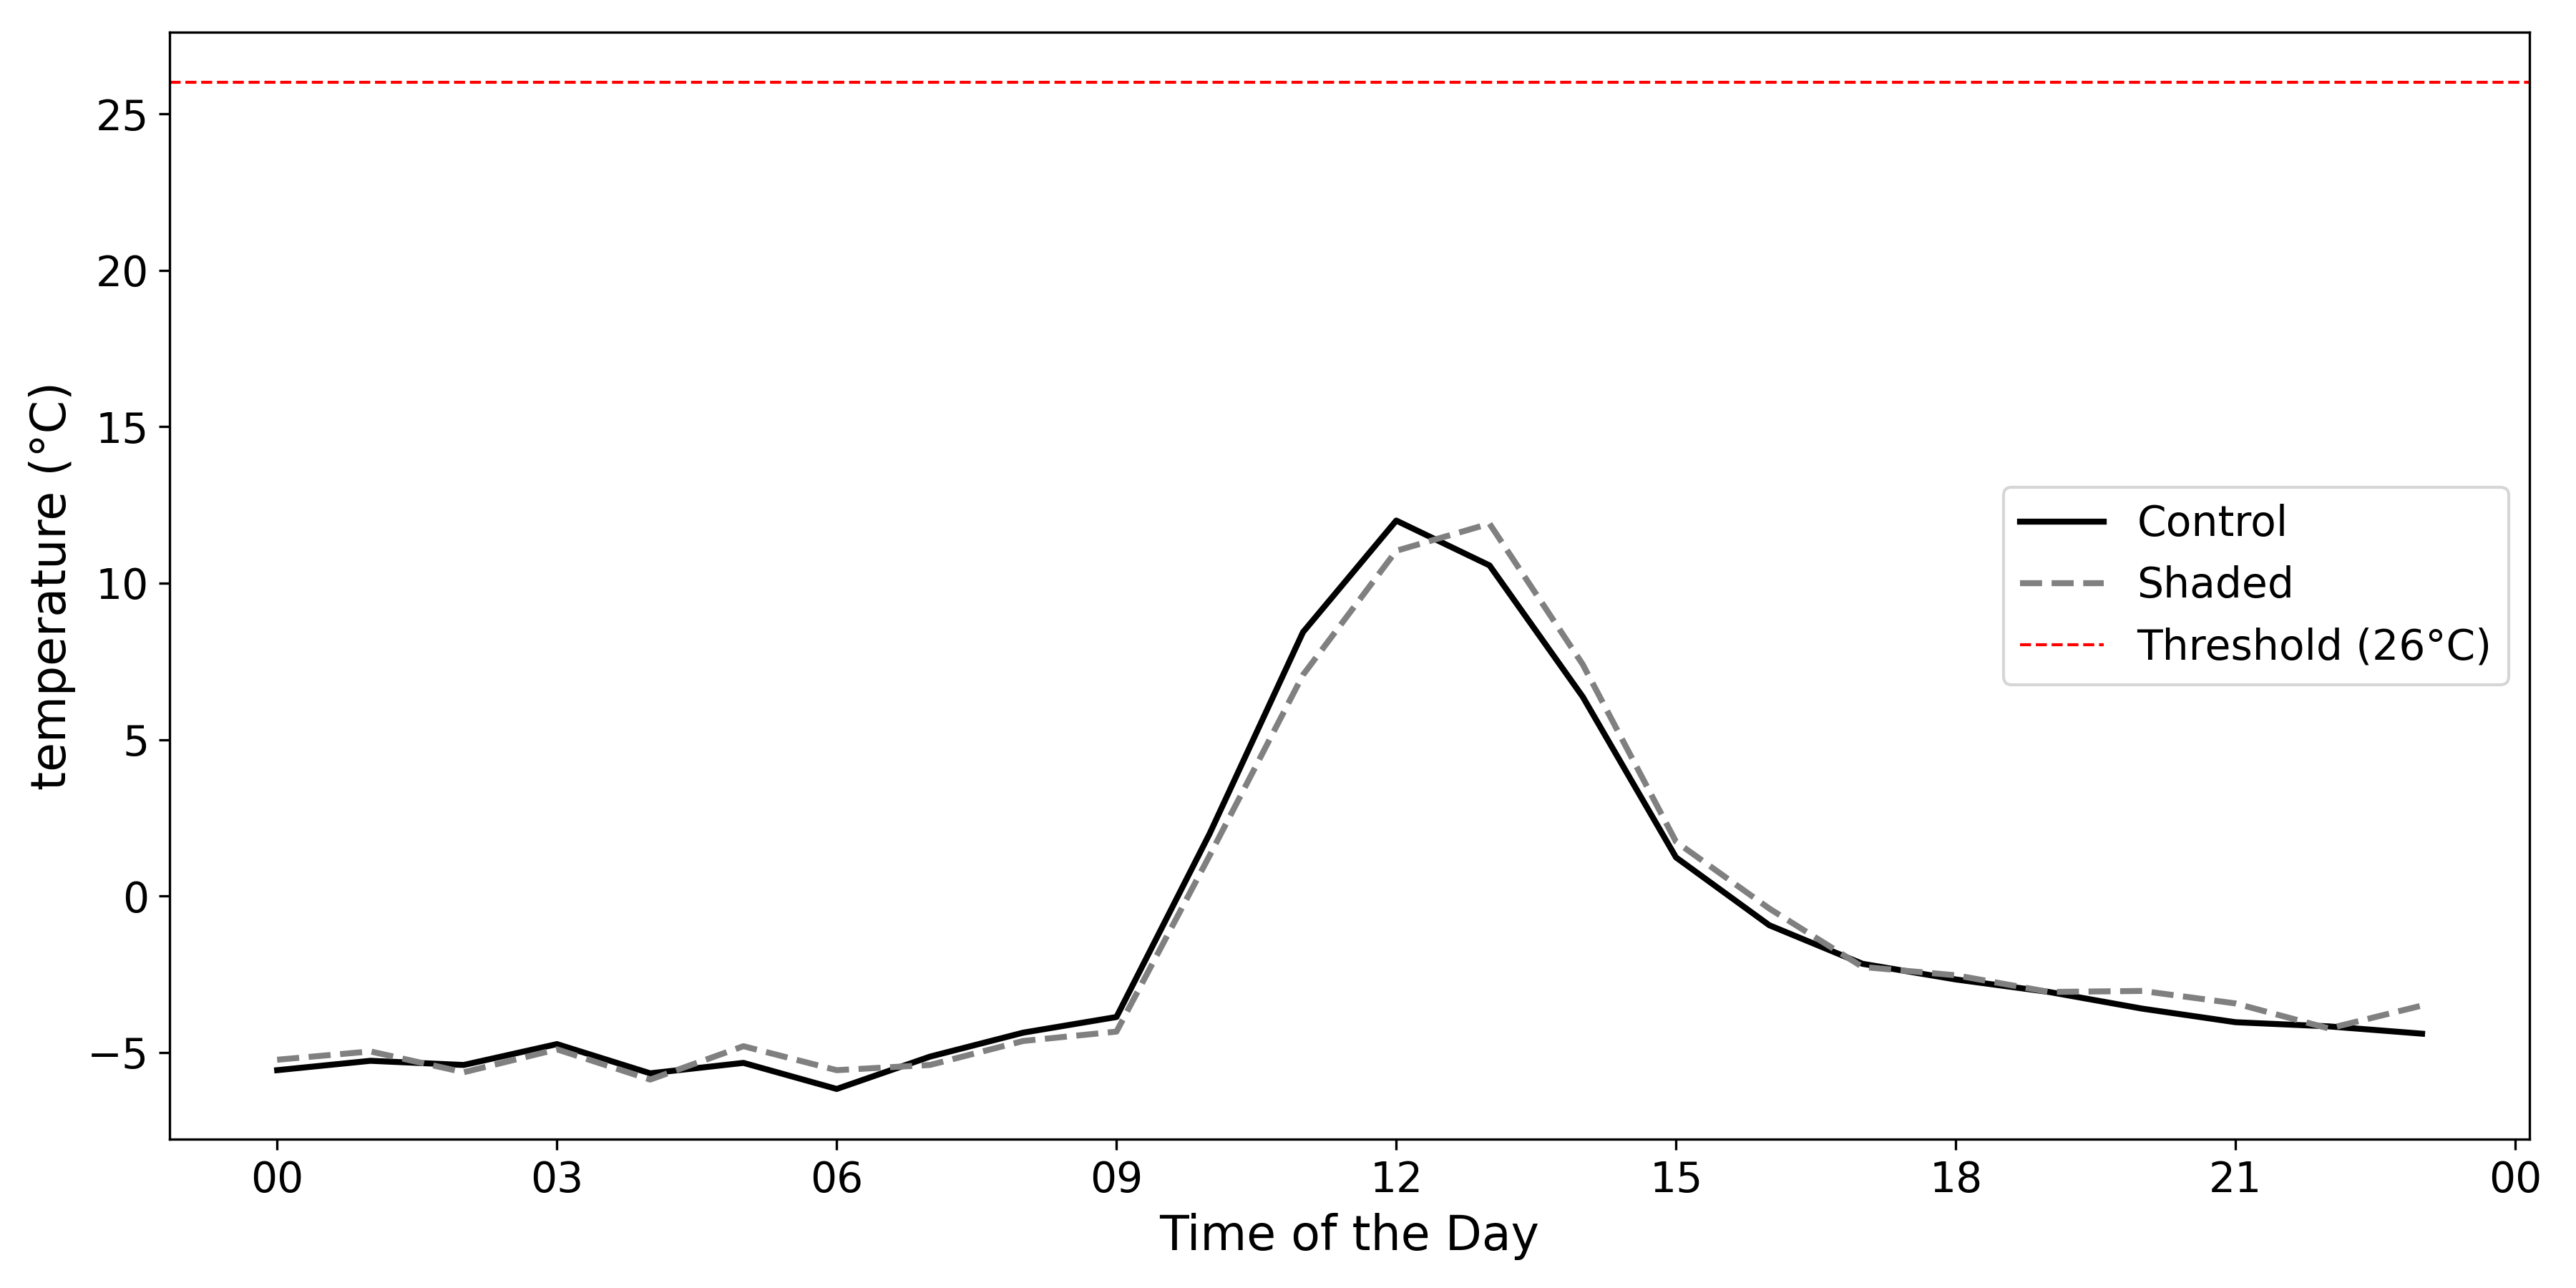 25
20
15
10
5
0
−5
temperature (°C)
Control
Shaded
Threshold (26°C)
00 03 06 09 12 15 18 21 00
Time of the Day